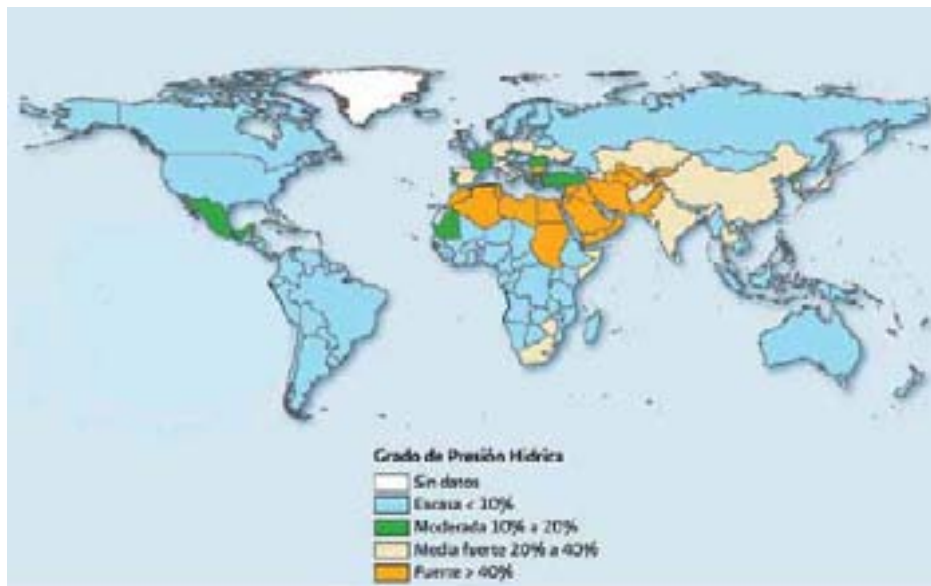 Grado de Presión Hídrica
Sin datos
Escasa < 10%
Moderada 10% a 20%
Media fuerte 20% a 40%
Fuerte > 40%